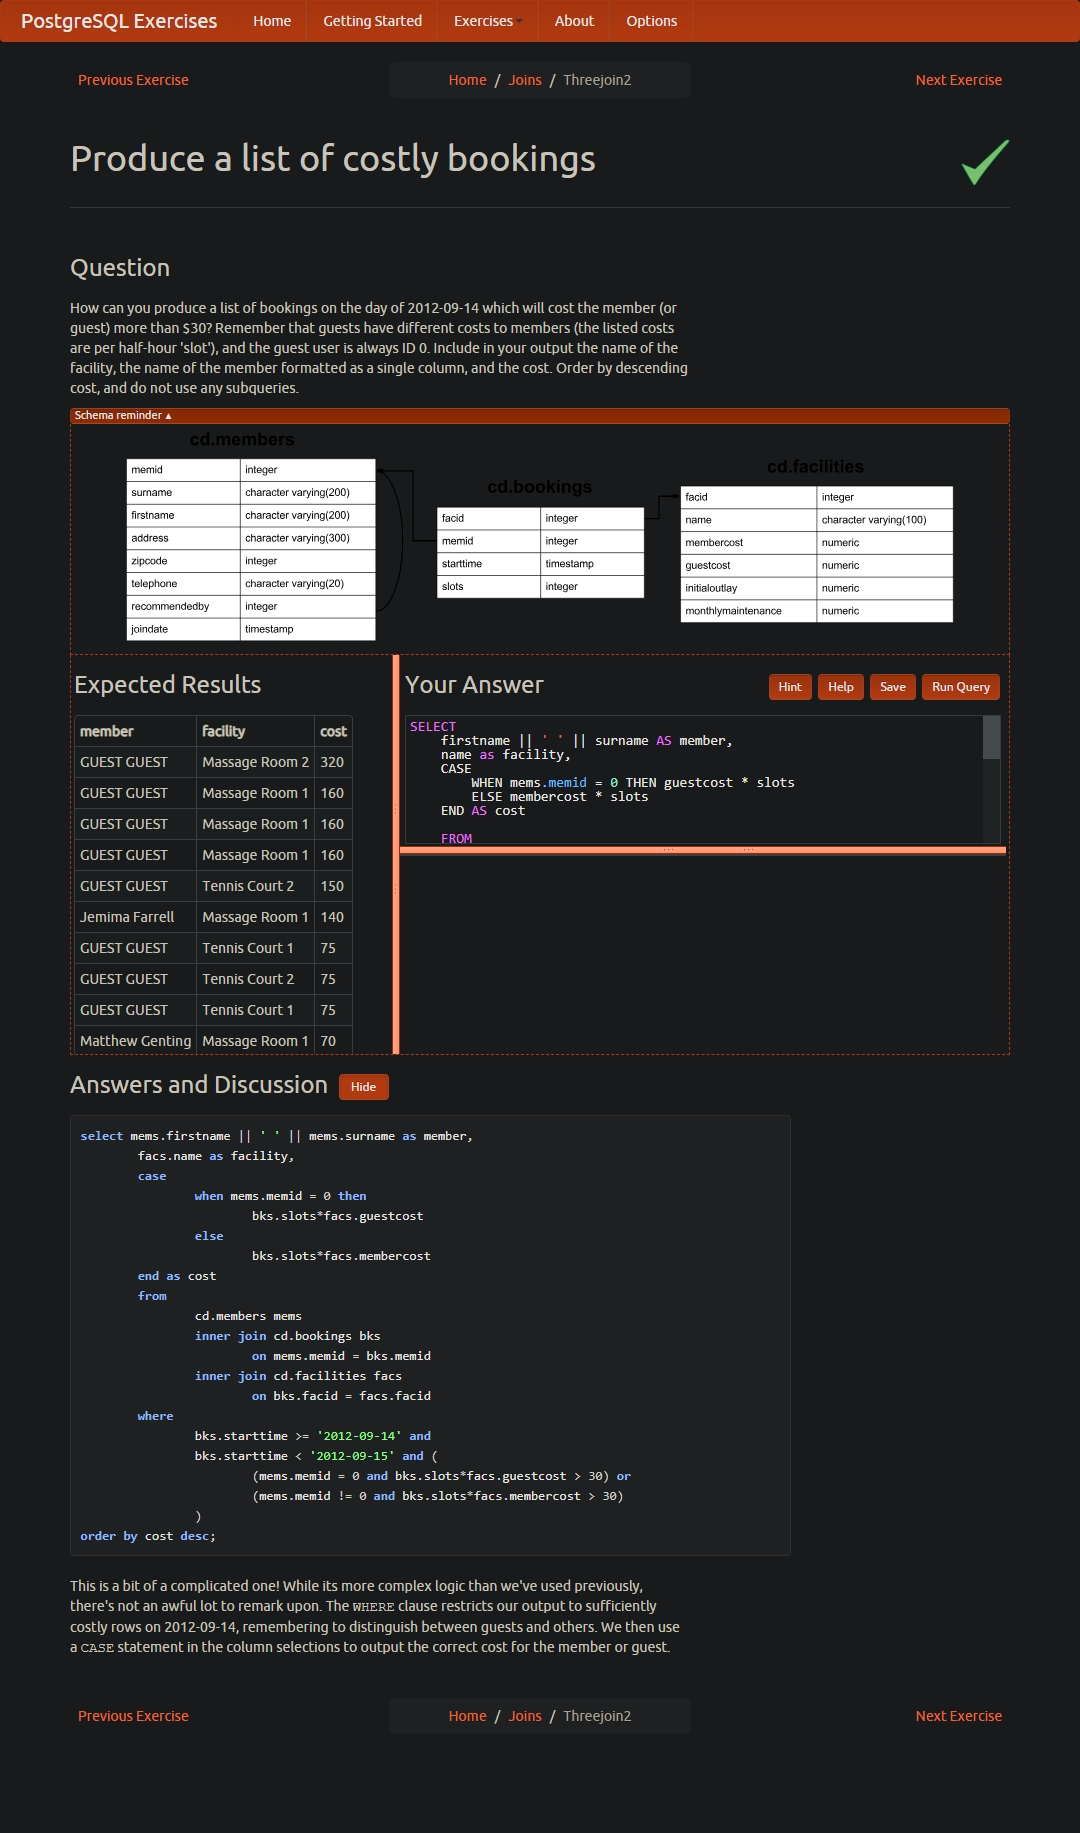 PostgreSQL Exercises Home Getting Started Exercises About Options
Previous Exercise Home / Joins / Threejoin2 Next Exercise
Produce a list of costly bookings
Question
How can you produce a list of bookings on the day of 2012-09-14 which will cost the member (or
guest) more than $30? Remember that guests have different costs to members (the listed costs
are per half-hour 'slot'), and the guest user is always ID 0. Include in your output the name of the
facility, the name of the member formatted as a single column, and the cost. Order by descending
cost, and do not use any subqueries.
Schema reminder ▴
cd.members
memid integer
surname character varying(200)
firstname character varying(200)
address character varying(300)
zipcode integer
telephone character varying(20)
recommendedby integer
joindate timestamp
cd.bookings
facid integer
memid integer
starttime timestamp
slots integer
cd.facilities
facid integer
name character varying(100)
membercost numeric
guestcost numeric
initialoutlay numeric
monthlymaintenance numeric
Expected Results
member facility cost
GUEST GUEST Massage Room 2 320
GUEST GUEST Massage Room 1 160
GUEST GUEST Massage Room 1 160
GUEST GUEST Massage Room 1 160
GUEST GUEST Tennis Court 2 150
Jemima Farrell Massage Room 1 140
GUEST GUEST Tennis Court 1 75
GUEST GUEST Tennis Court 2 75
GUEST GUEST Tennis Court 1 75
Matthew Genting Massage Room 1 70
Your Answer Hint Help Save Run Query
SELECT
firstname || ' ' || surname AS member,
name as facility,
CASE
WHEN mems.memid = 0 THEN guestcost * slots
ELSE membercost * slots
END AS cost
FROM
Answers and Discussion Hide
select mems.firstname || ' ' || mems.surname as member,
facs.name as facility,
case
when mems.memid = 0 then
bks.slots*facs.guestcost
else
bks.slots*facs.membercost
end as cost
from
cd.members mems
inner join cd.bookings bks
on mems.memid = bks.memid
inner join cd.facilities facs
on bks.facid = facs.facid
where
bks.starttime >= '2012-09-14' and
bks.starttime < '2012-09-15' and (
(mems.memid = 0 and bks.slots*facs.guestcost > 30) or
(mems.memid != 0 and bks.slots*facs.membercost > 30)
)
order by cost desc;
This is a bit of a complicated one! While its more complex logic than we've used previously,
there's not an awful lot to remark upon. The WHERE clause restricts our output to sufficiently
costly rows on 2012-09-14, remembering to distinguish between guests and others. We then use
a CASE statement in the column selections to output the correct cost for the member or guest.
Previous Exercise Home / Joins / Threejoin2 Next Exercise